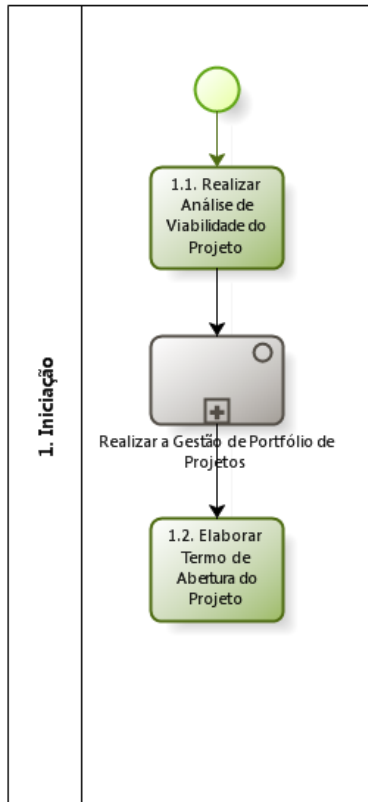 1. Iniciação
1.1. Realizar
Análise de
Viabilidade do
Projeto
Realizar a Gestão de Portfólio de
Projetos
1.2. Elaborar
Termo de
Abertura do
Projeto